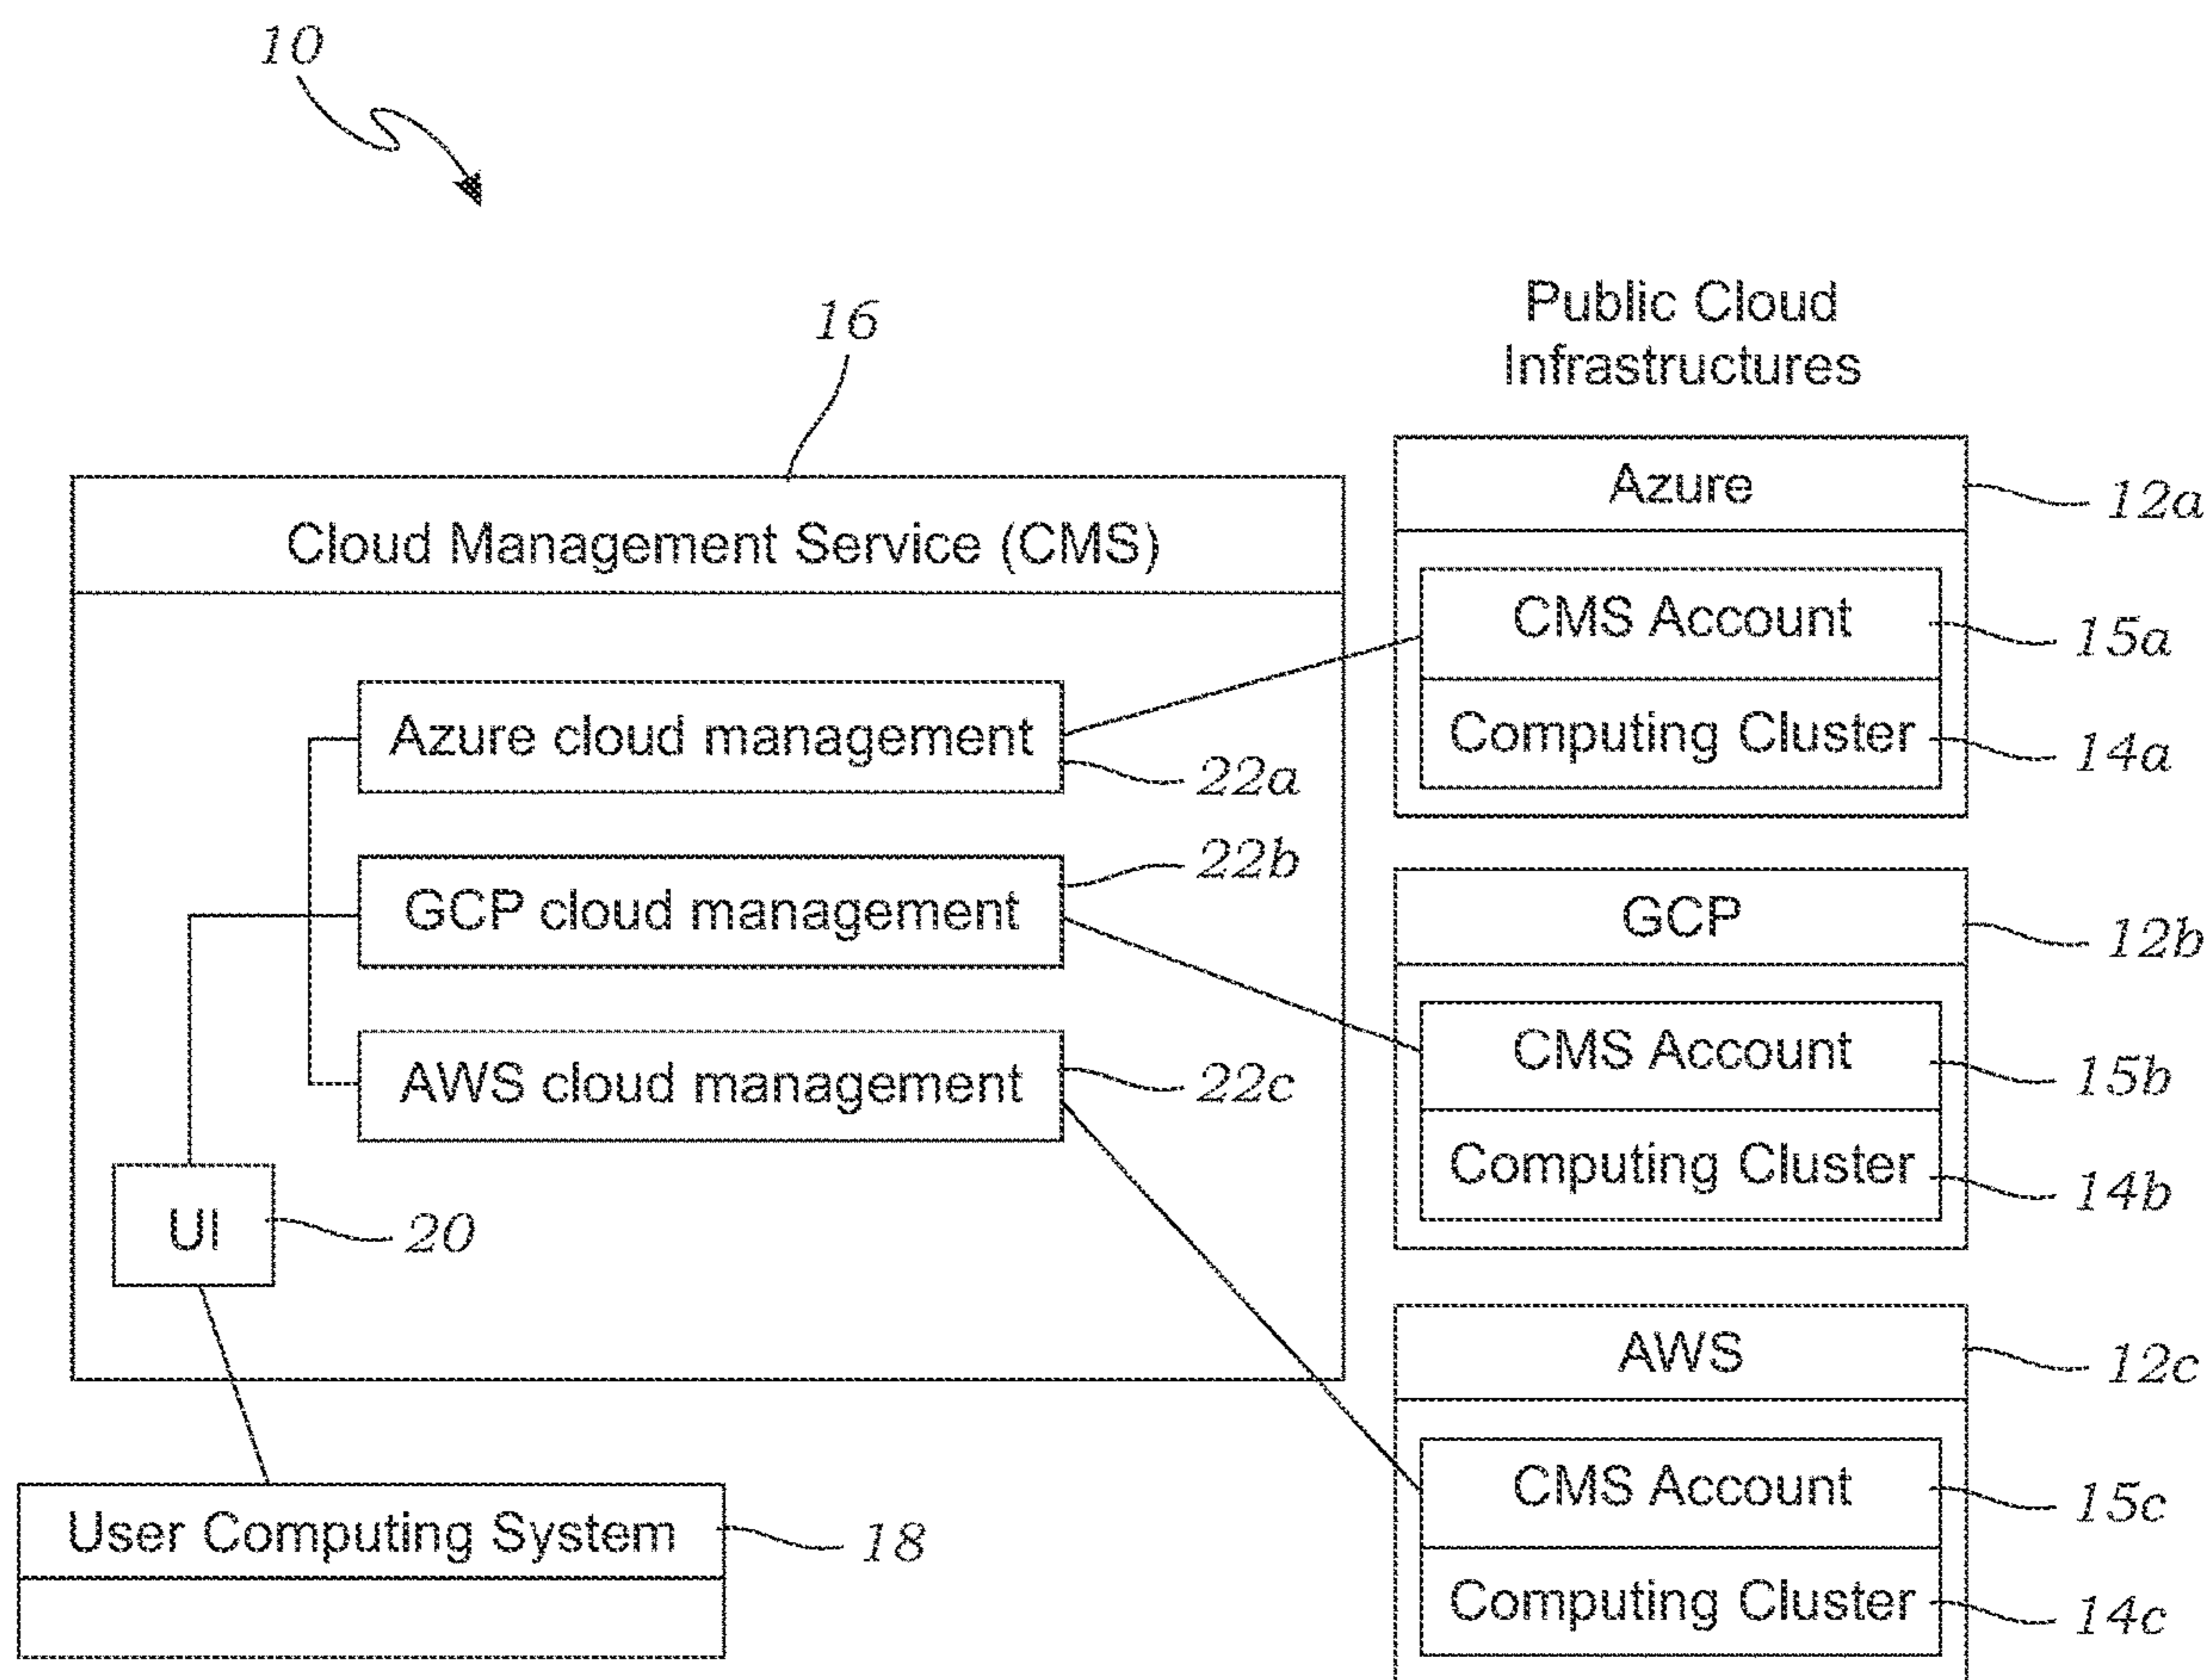 10
16
Public Cloud
Infrastructures
Cloud Management Service (CMS)
Azure cloud management
22a
GCP cloud management
22b
AWS cloud management
22c
UI
20
User Computing System
18
Azure
12a
CMS Account
15a
Computing Cluster
14a
GCP
12b
CMS Account
15b
Computing Cluster
14b
AWS
12c
CMS Account
15c
Computing Cluster
14c